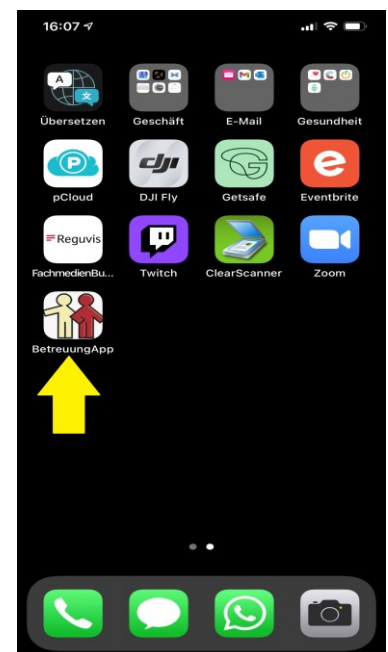 16:07
Übersetzen
Geschäft
E-Mail
Gesundheit
pCloud
DJI Fly
Getsafe
Eventbrite
Reguvis
FachmedienBu...
Twitch
ClearScanner
Zoom
BetreuungApp